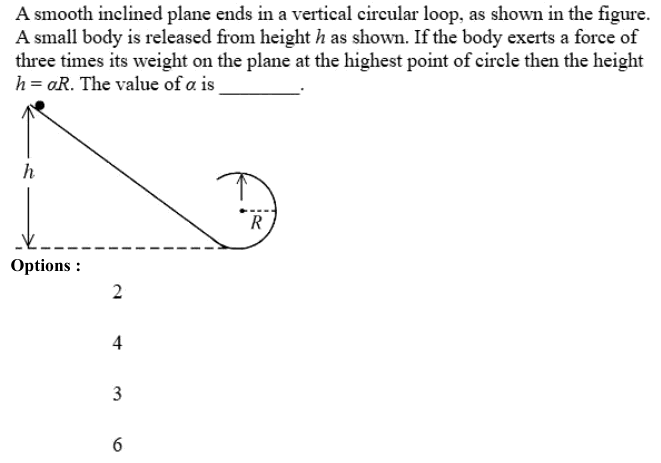 A smooth inclined plane ends in a vertical circular loop, as shown in the figure.
A small body is released from height h as shown. If the body exerts a force of
three times its weight on the plane at the highest point of circle then the height
h = αR. The value of α is ________.
h
R
Options :
2
4
3
6